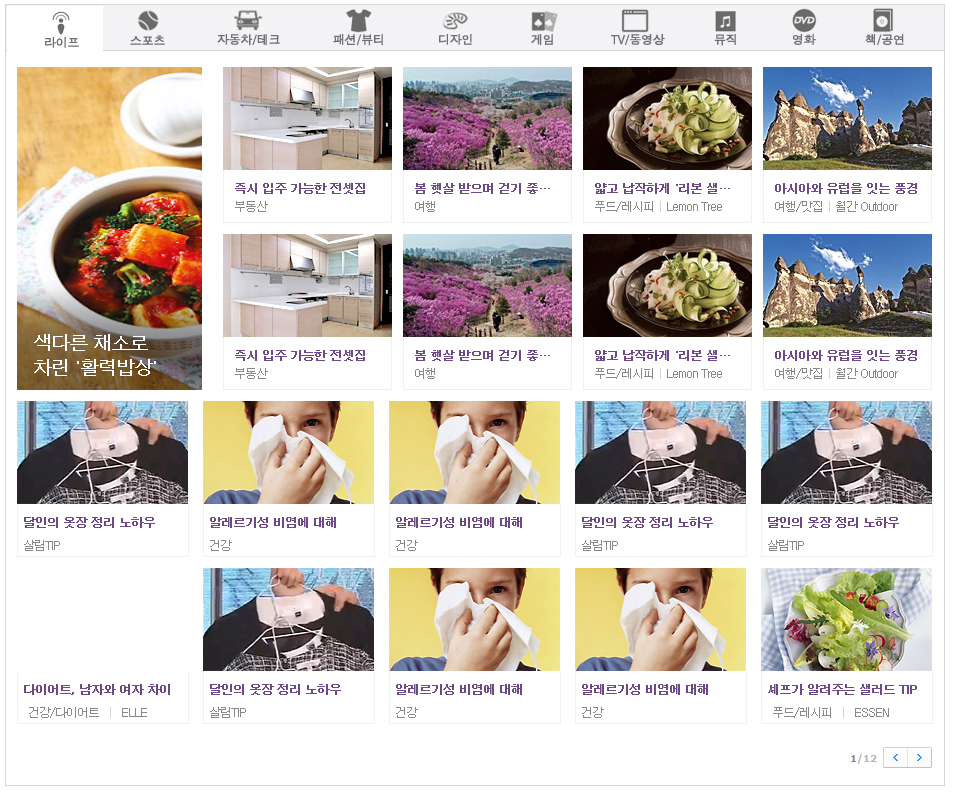 라이프
스포츠
자동차/테크
패션/뷰티
디자인
게임
TV/동영상
뮤직
DVD
영화
책/공연
색다른 채소로
차린 '활력밥상'
즉시 입주 가능한 전셋집
부동산
봄 햇살 받으며 걷기 좋…
여행
얇고 납작하게 '리본 샐…
푸드/레시피 | Lemon Tree
아시아와 유럽을 잇는 풍경
여행/맛집 | 월간 Outdoor
즉시 입주 가능한 전셋집
부동산
봄 햇살 받으며 걷기 좋…
여행
얇고 납작하게 '리본 샐…
푸드/레시피 | Lemon Tree
아시아와 유럽을 잇는 풍경
여행/맛집 | 월간 Outdoor
달인의 옷장 정리 노하우
살림TIP
알레르기성 비염에 대해
건강
알레르기성 비염에 대해
건강
달인의 옷장 정리 노하우
살림TIP
달인의 옷장 정리 노하우
살림TIP
다이어트, 남자와 여자 차이
건강/다이어트 | ELLE
달인의 옷장 정리 노하우
살림TIP
알레르기성 비염에 대해
건강
알레르기성 비염에 대해
건강
셰프가 알려주는 샐러드 TIP
푸드/레시피 | ESSEN
1/12